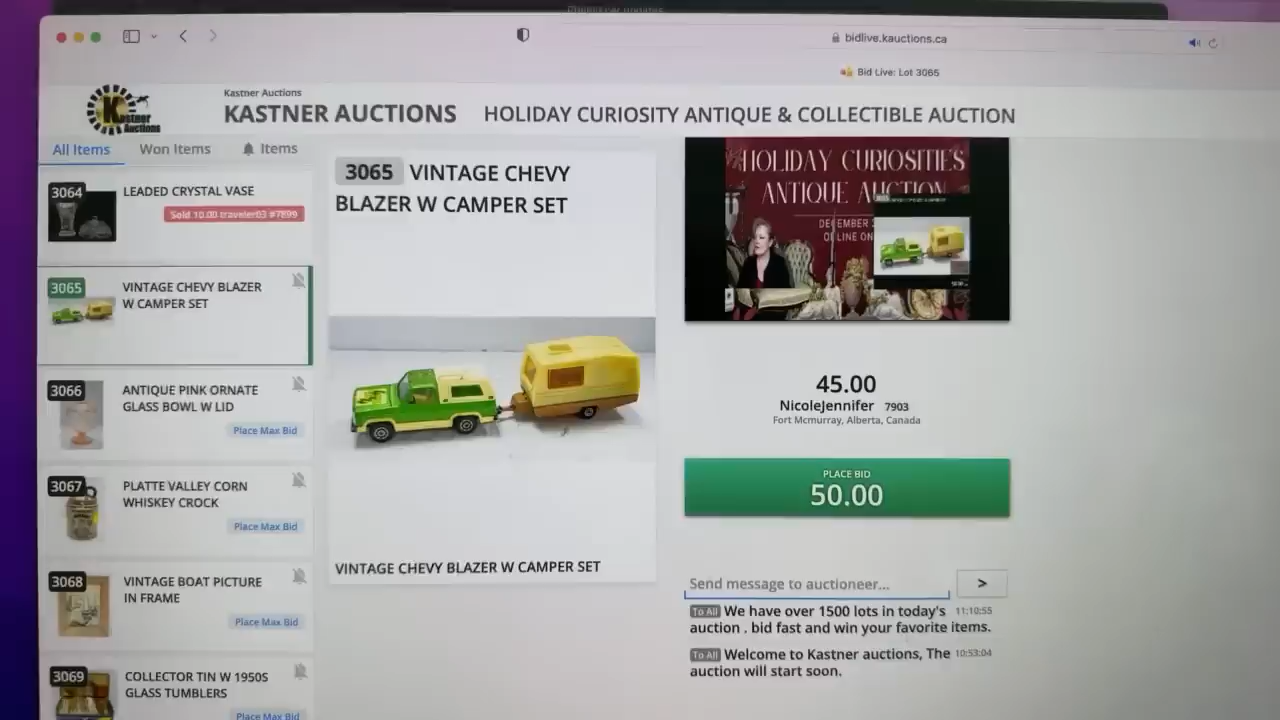 bidlive.kauctions.ca
Bid Live: Lot 3065
Kastner
Auctions
Kastner Auctions
KASTNER AUCTIONS
HOLIDAY CURIOSITY ANTIQUE & COLLECTIBLE AUCTION
All Items
Won Items
Items
3064
LEADED CRYSTAL VASE
Sold 10.00 traveler03 #7899
3065
VINTAGE CHEVY BLAZER
W CAMPER SET
3066
ANTIQUE PINK ORNATE
GLASS BOWL W LID
Place Max Bid
3067
PLATTE VALLEY CORN
WHISKEY CROCK
Place Max Bid
3068
VINTAGE BOAT PICTURE
IN FRAME
Place Max Bid
3069
COLLECTOR TIN W 1950S
GLASS TUMBLERS
Place Max Bid
3065 VINTAGE CHEVY
BLAZER W CAMPER SET
VINTAGE CHEVY BLAZER W CAMPER SET
HOLIDAY CURIOSITIES
ANTIQUE AUCTION
DECEMBER
ONLINE ON
45.00
NicoleJennifer 7903
Fort Mcmurray, Alberta, Canada
PLACE BID
50.00
Send message to auctioneer...
>
To All We have over 1500 lots in today's 11:10:55
auction . bid fast and win your favorite items.
To All Welcome to Kastner auctions, The 10:53:04
auction will start soon.